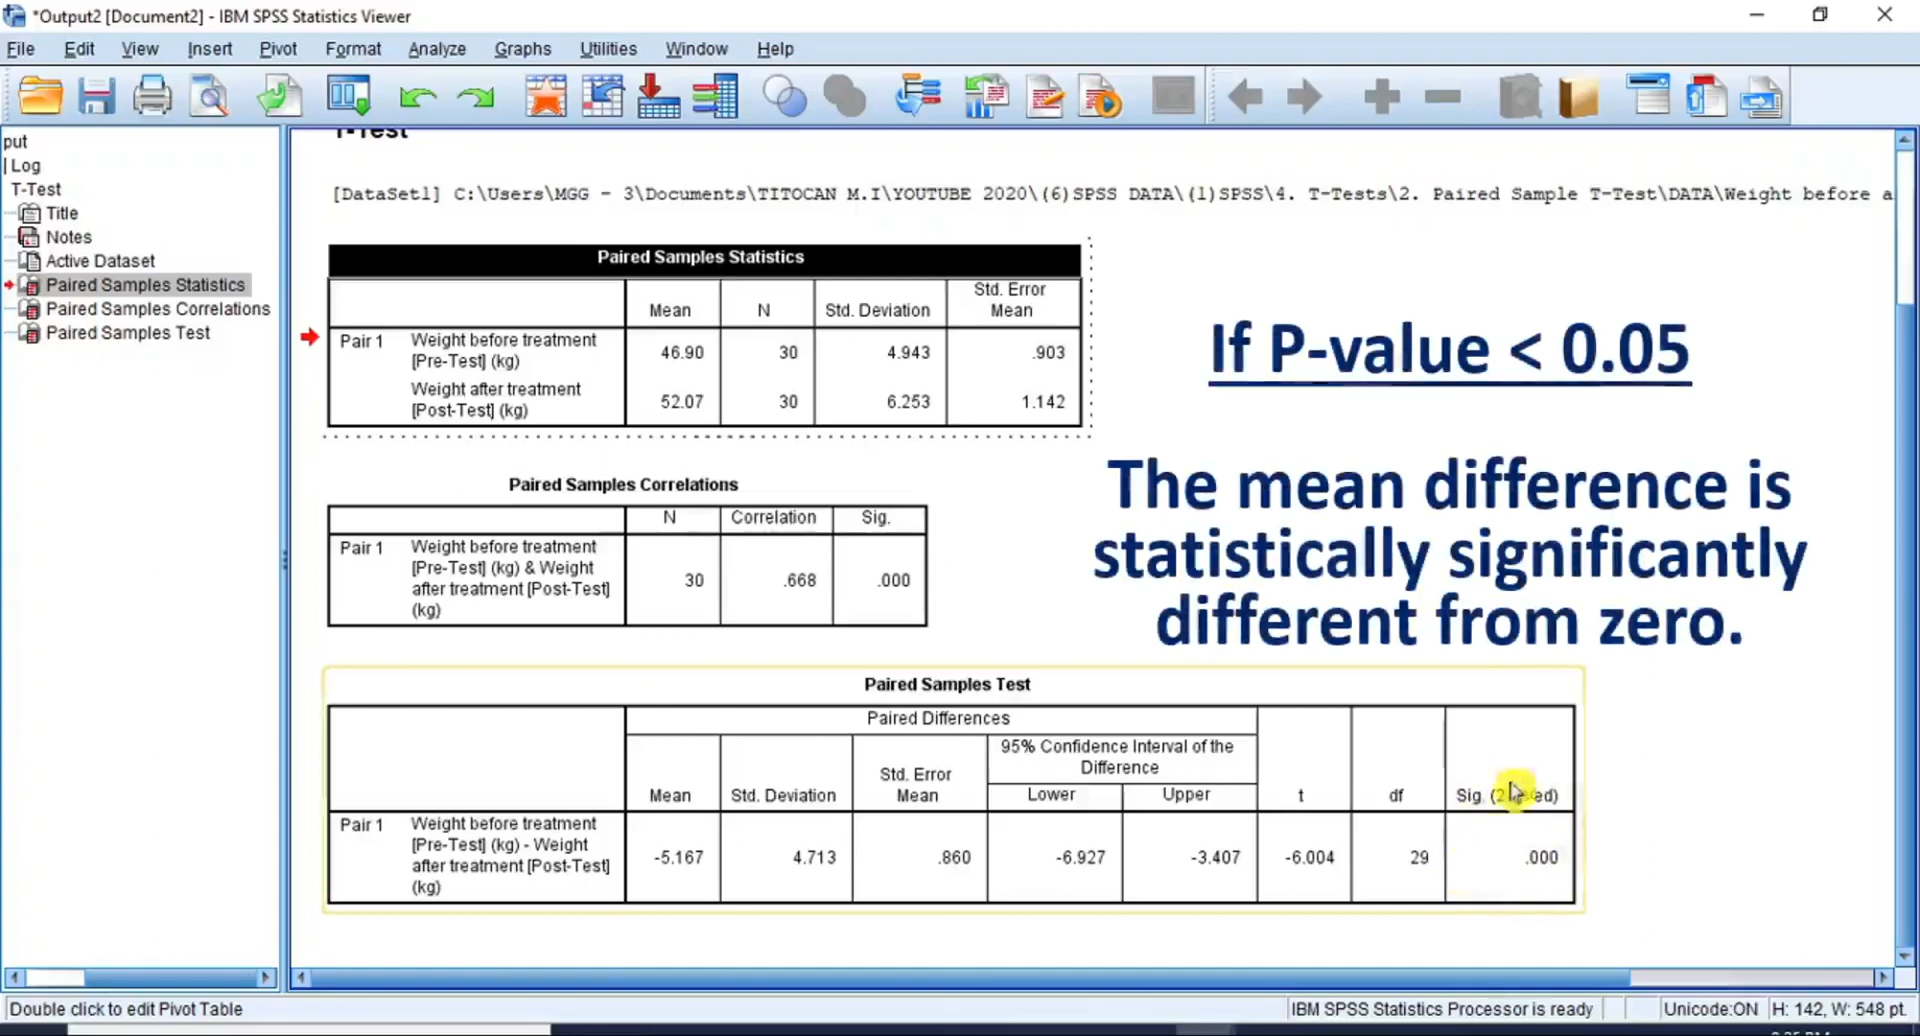 *Output2 [Document2] - IBM SPSS Statistics Viewer
File Edit View Insert Pivot Format Analyze Graphs Utilities Window Help
put
Log
T-Test
Title
Notes
Active Dataset
Paired Samples Statistics
Paired Samples Correlations
Paired Samples Test
T-Test
[DataSet1] C:\Users\MGG - 3\Documents\TITOCAN M.I\YOUTUBE 2020\(6)SPSS DATA\(1)SPSS\4. T-Tests\2. Paired Sample T-Test\DATA\Weight before a
Paired Samples Statistics
Mean N Std. Deviation Std. Error Mean
Pair 1 Weight before treatment [Pre-Test] (kg) 46.90 30 4.943 .903
Weight after treatment [Post-Test] (kg) 52.07 30 6.253 1.142
If P-value < 0.05
The mean difference is
statistically significantly
different from zero.
Paired Samples Correlations
N Correlation Sig.
Pair 1 Weight before treatment [Pre-Test] (kg) & Weight after treatment [Post-Test] (kg) 30 .668 .000
Paired Samples Test
Paired Differences
95% Confidence Interval of the Difference
Mean Std. Deviation Std. Error Mean Lower Upper t df Sig. (2
Pair 1 Weight before treatment [Pre-Test] (kg) - Weight after treatment [Post-Test] (kg) -5.167 4.713 .860 -6.927 -3.407 -6.004 29 .000
Double click to edit Pivot Table IBM SPSS Statistics Processor is ready Unicode:ON H: 142, W: 548 pt.